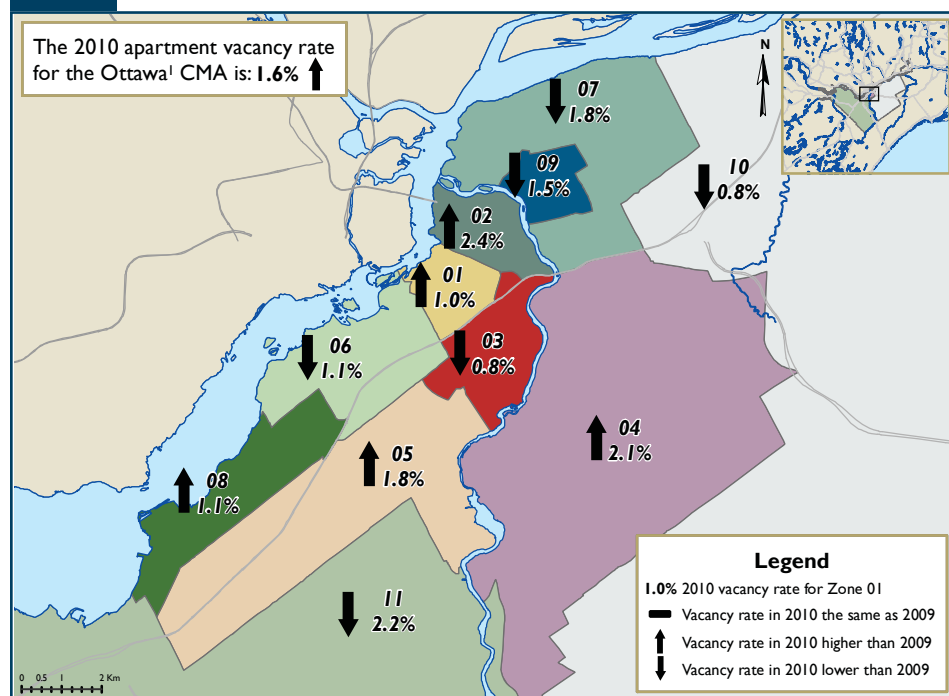 The 2010 apartment vacancy rate
for the Ottawa¹ CMA is: 1.6%
N
07
1.8%
09
1.5%
10
0.8%
02
2.4%
01
1.0%
03
0.8%
06
1.1%
04
2.1%
05
1.8%
08
1.1%
11
2.2%
Legend
1.0% 2010 vacancy rate for Zone 01
Vacancy rate in 2010 the same as 2009
Vacancy rate in 2010 higher than 2009
Vacancy rate in 2010 lower than 2009
0 0.5 1 2 Km